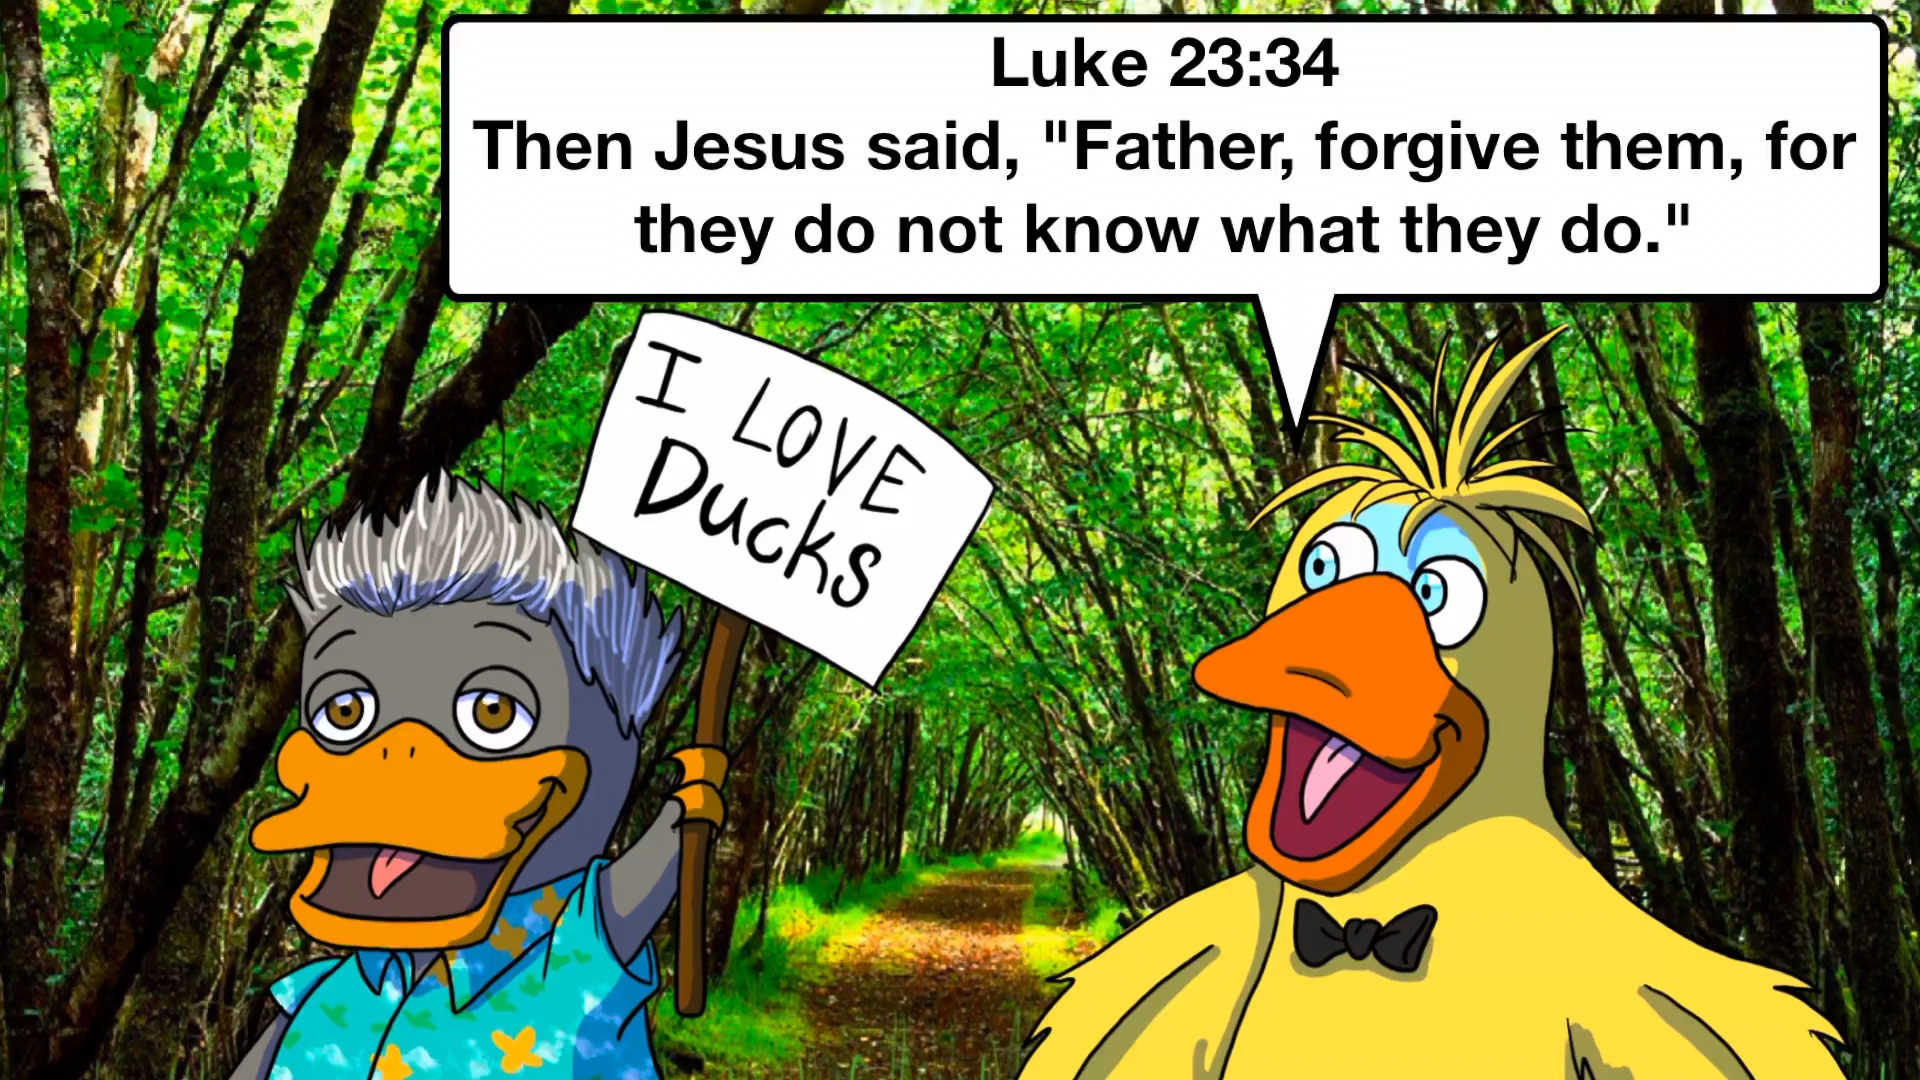 Luke 23:34
Then Jesus said, "Father, forgive them, for
they do not know what they do."
I LOVE
Ducks